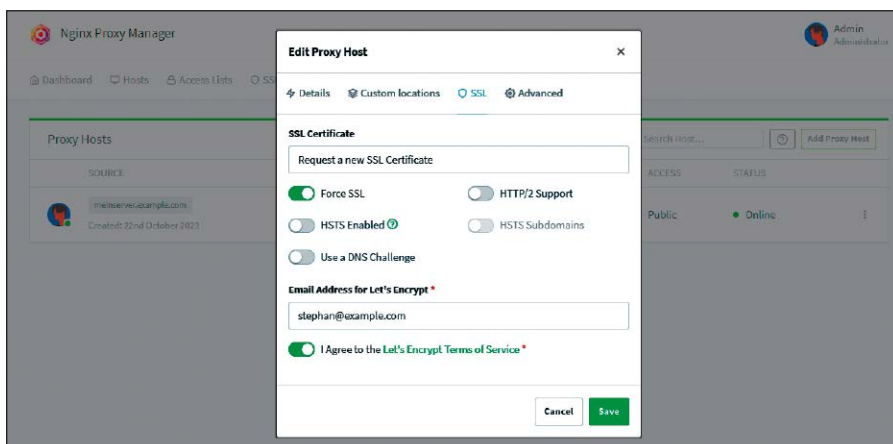 Nginx Proxy Manager
Admin
Administrator
Dashboard Hosts Access Lists SS
Proxy Hosts
Search Host...
Add Proxy Host
SOURCE
ACCESS
STATUS
meinserver.example.com
Created: 22nd October 2023
Public
Online
Edit Proxy Host
Details Custom locations SSL Advanced
SSL Certificate
Request a new SSL Certificate
Force SSL HTTP/2 Support
HSTS Enabled HSTS Subdomains
Use a DNS Challenge
Email Address for Let's Encrypt *
stephan@example.com
I Agree to the Let's Encrypt Terms of Service *
Cancel Save